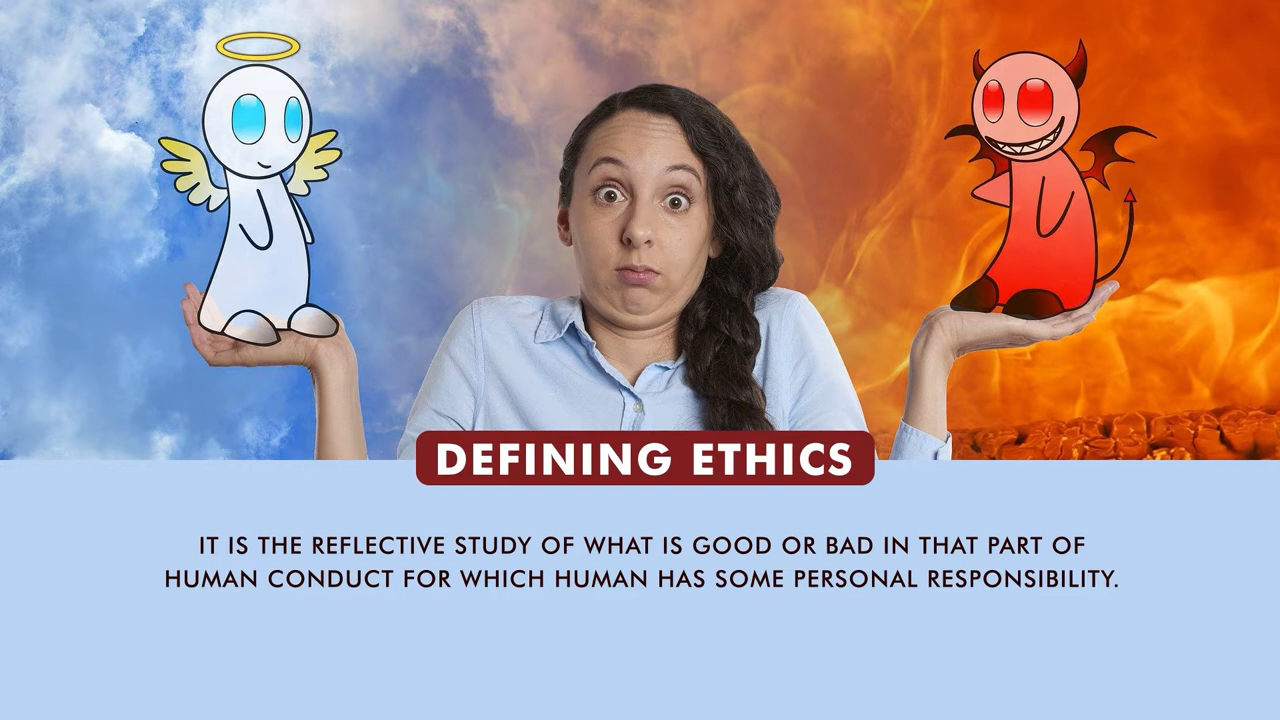 DEFINING ETHICS
IT IS THE REFLECTIVE STUDY OF WHAT IS GOOD OR BAD IN THAT PART OF
HUMAN CONDUCT FOR WHICH HUMAN HAS SOME PERSONAL RESPONSIBILITY.